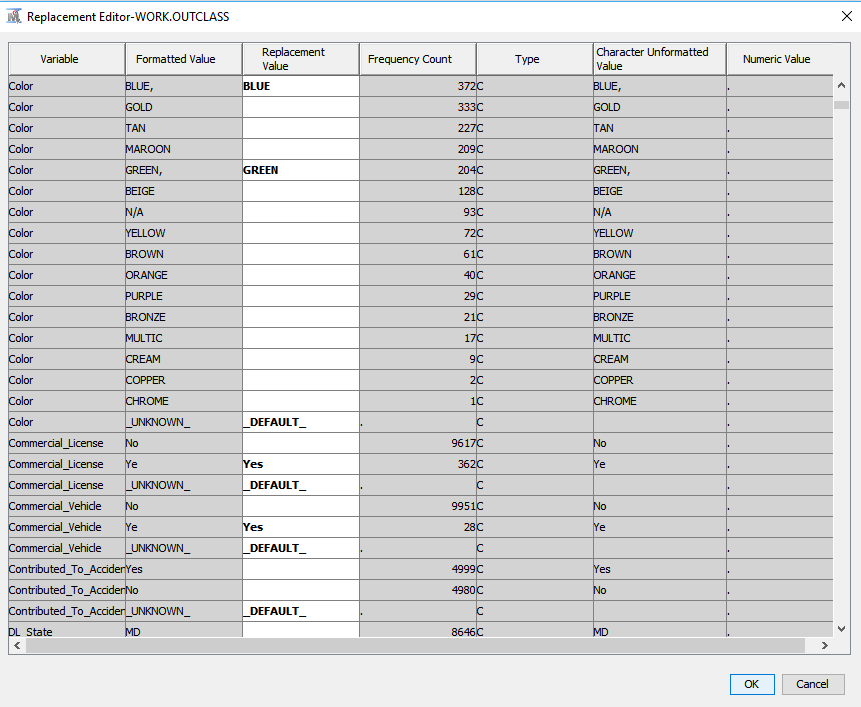 Replacement Editor-WORK.OUTCLASS
Variable Formatted Value Replacement Value Frequency Count Type Character Unformatted Value Numeric Value
Color BLUE, BLUE 372 C BLUE, .
Color GOLD 333 C GOLD .
Color TAN 227 C TAN .
Color MAROON 209 C MAROON .
Color GREEN, GREEN 204 C GREEN, .
Color BEIGE 128 C BEIGE .
Color N/A 93 C N/A .
Color YELLOW 72 C YELLOW .
Color BROWN 61 C BROWN .
Color ORANGE 40 C ORANGE .
Color PURPLE 29 C PURPLE .
Color BRONZE 21 C BRONZE .
Color MULTIC 17 C MULTIC .
Color CREAM 9 C CREAM .
Color COPPER 2 C COPPER .
Color CHROME 1 C CHROME .
Color _UNKNOWN_ _DEFAULT_ . C .
Commercial_License No 9617 C No .
Commercial_License Ye Yes 362 C Ye .
Commercial_License _UNKNOWN_ _DEFAULT_ . C .
Commercial_Vehicle No 9951 C No .
Commercial_Vehicle Ye Yes 28 C Ye .
Commercial_Vehicle _UNKNOWN_ _DEFAULT_ . C .
Contributed_To_Acciden Yes 4999 C Yes .
Contributed_To_Acciden No 4980 C No .
Contributed_To_Acciden _UNKNOWN_ _DEFAULT_ . C .
DL_State MD 8646 C MD .
OK Cancel